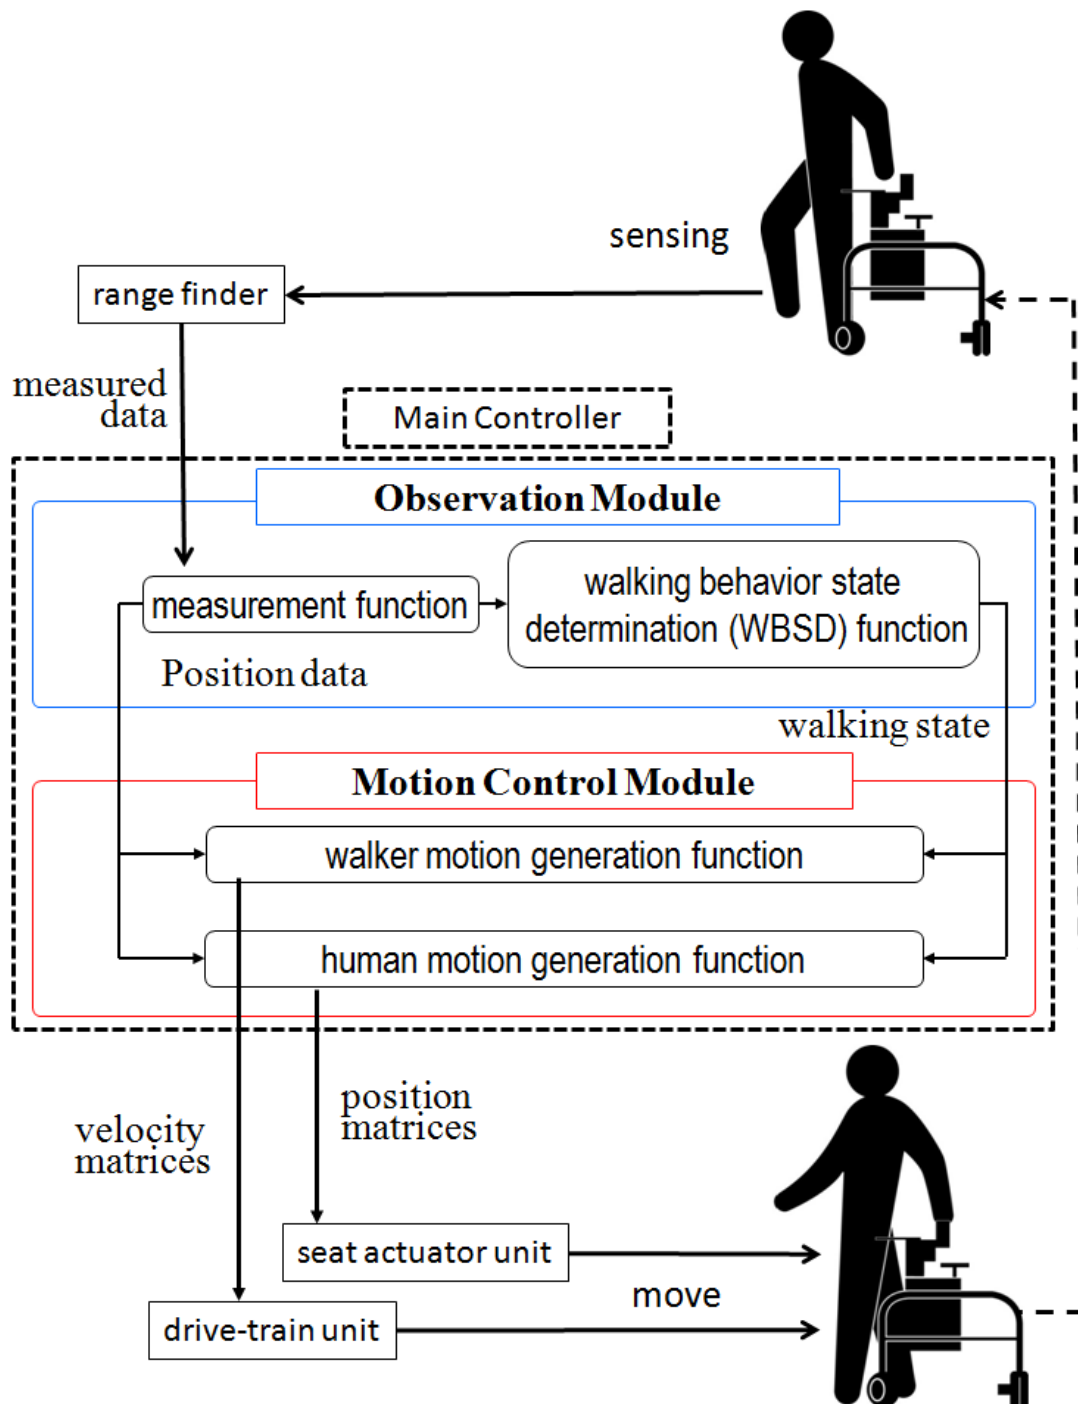 sensing
range finder
measured
data
Main Controller
Observation Module
measurement function
walking behavior state
determination (WBSD) function
Position data
walking state
Motion Control Module
walker motion generation function
human motion generation function
position
matrices
velocity
matrices
seat actuator unit
move
drive-train unit